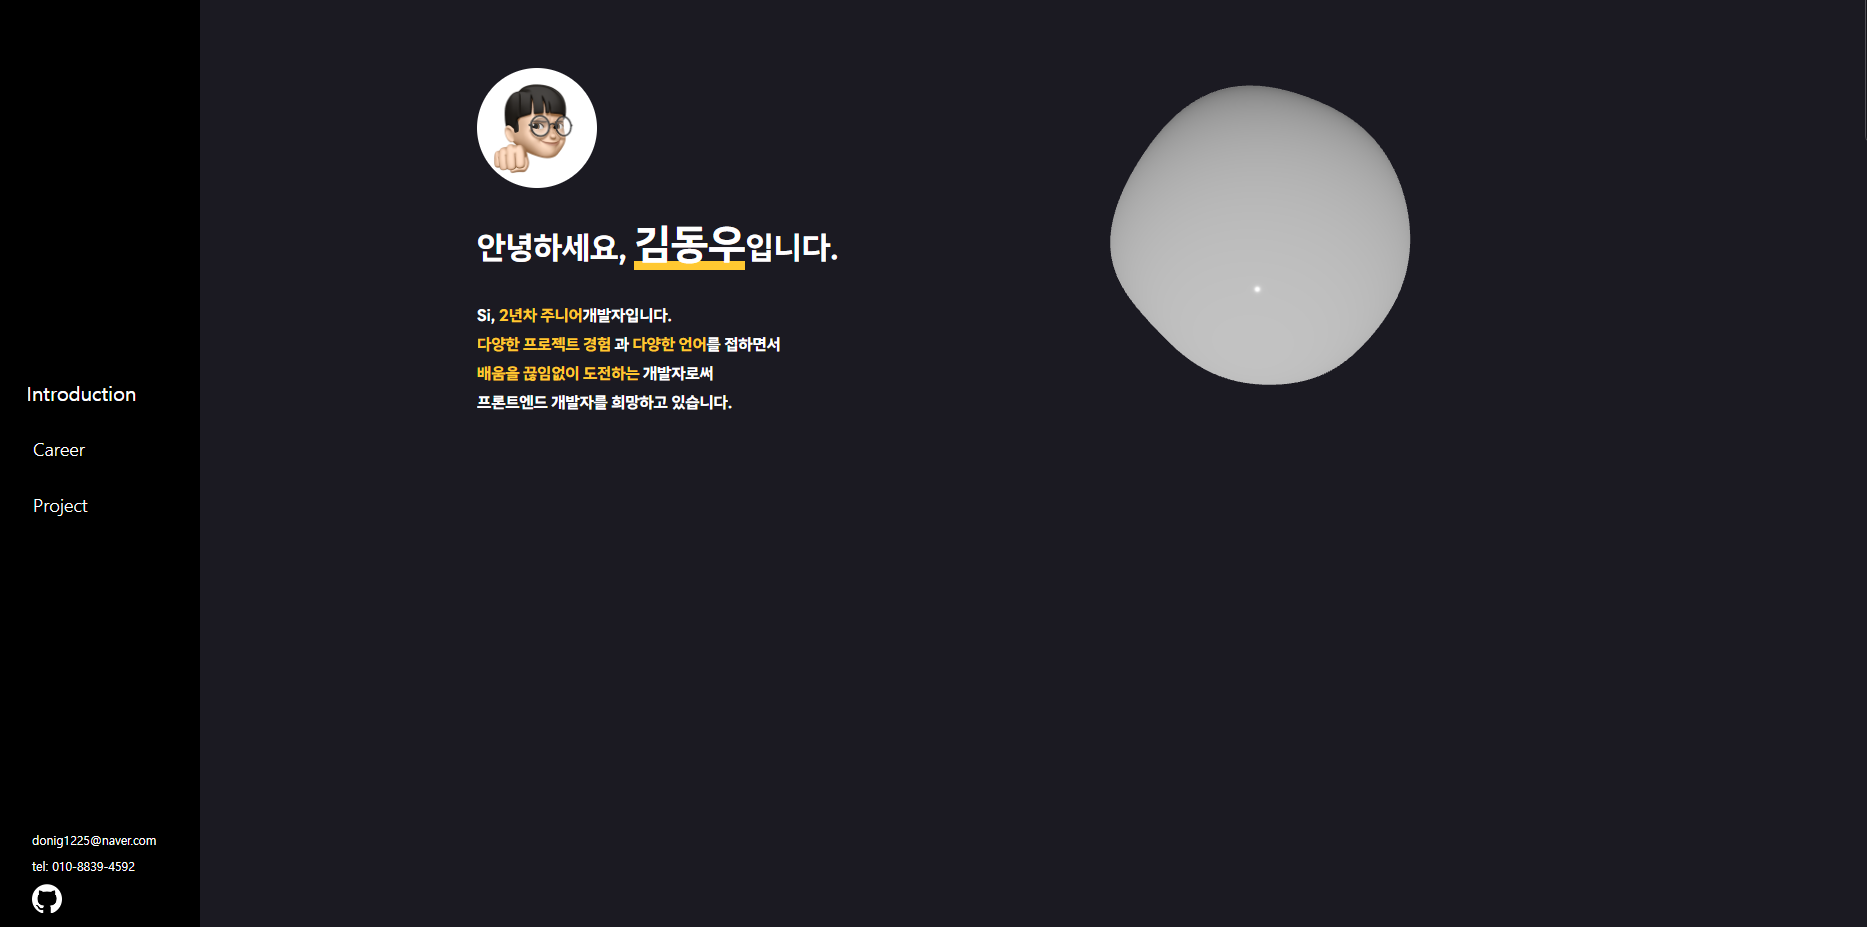 Introduction
Career
Project
donig1225@naver.com
tel: 010-8839-4592
안녕하세요, 김동우입니다.
Si, 2년차 주니어개발자입니다.
다양한 프로젝트 경험 과 다양한 언어를 접하면서
배움을 끊임없이 도전하는 개발자로써
프론트엔드 개발자를 희망하고 있습니다.